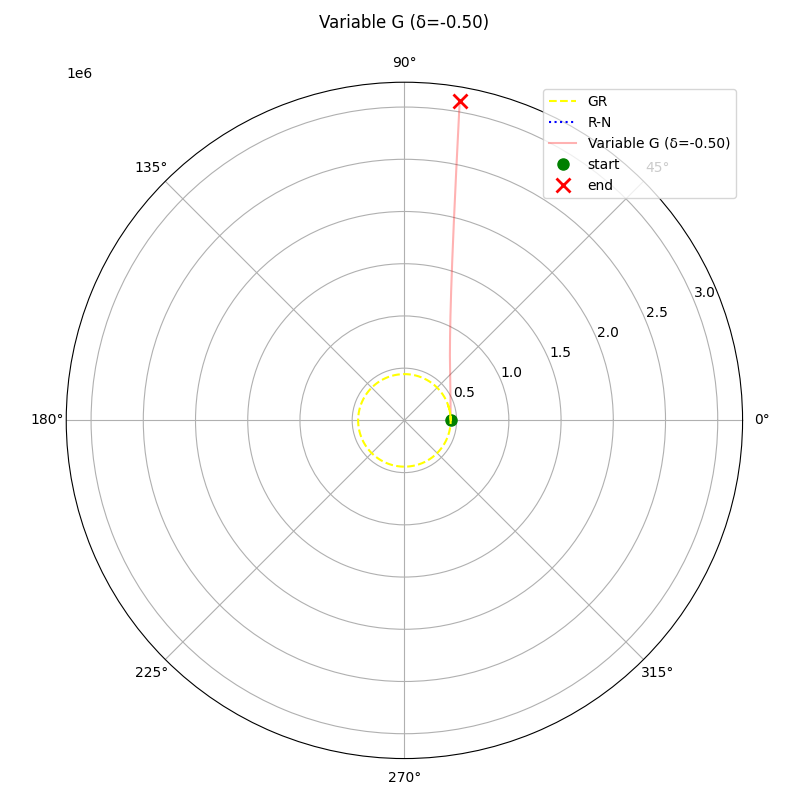 Variable G (δ=-0.50)
1e6
90°
GR
R-N
Variable G (δ=-0.50)
start
end
135°
45°
3.0
2.5
2.0
1.5
1.0
0.5
180°
0°
225°
315°
270°